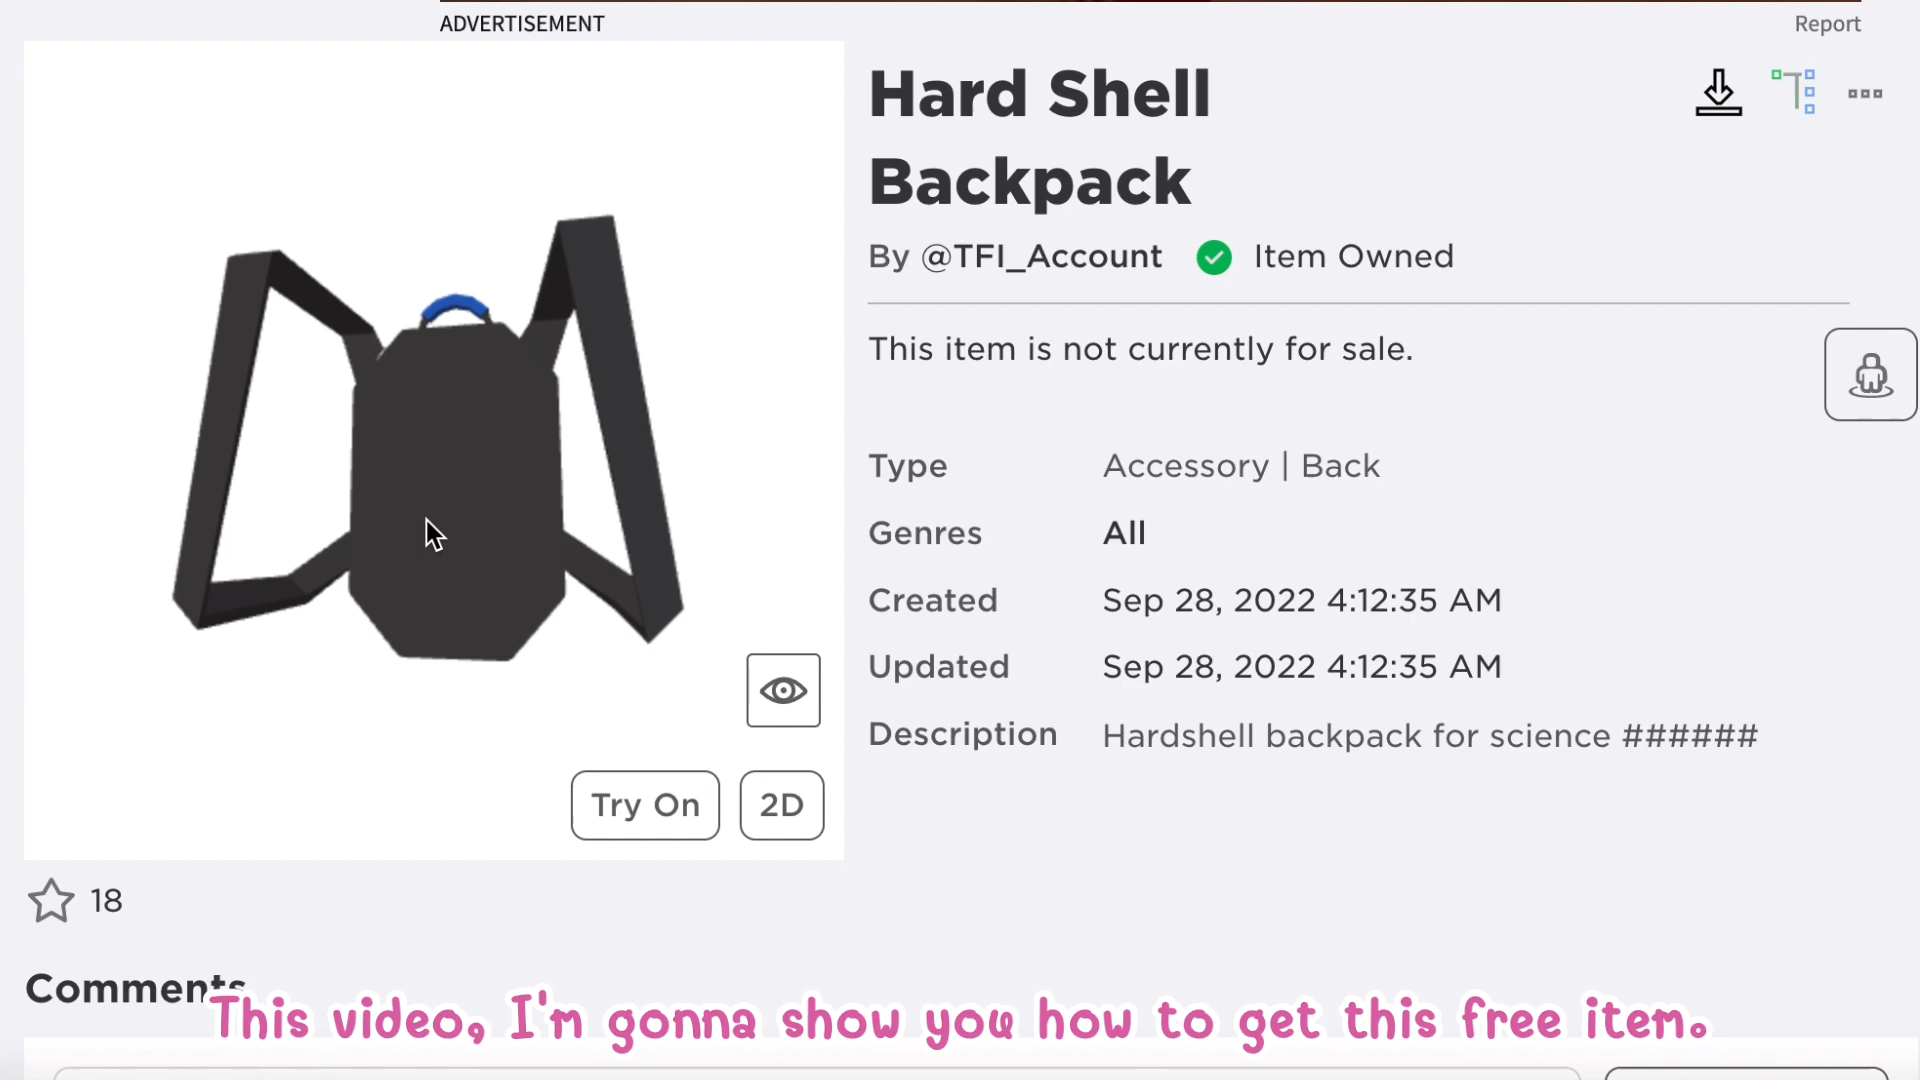 ADVERTISEMENT
Report
Hard Shell
Backpack
By @TFI_Account
Item Owned
This item is not currently for sale.
Type Accessory | Back
Genres All
Created Sep 28, 2022 4:12:35 AM
Updated Sep 28, 2022 4:12:35 AM
Description Hardshell backpack for science ######
Try On
2D
18
Comments
This video, I'm gonna show you how to get this free item.